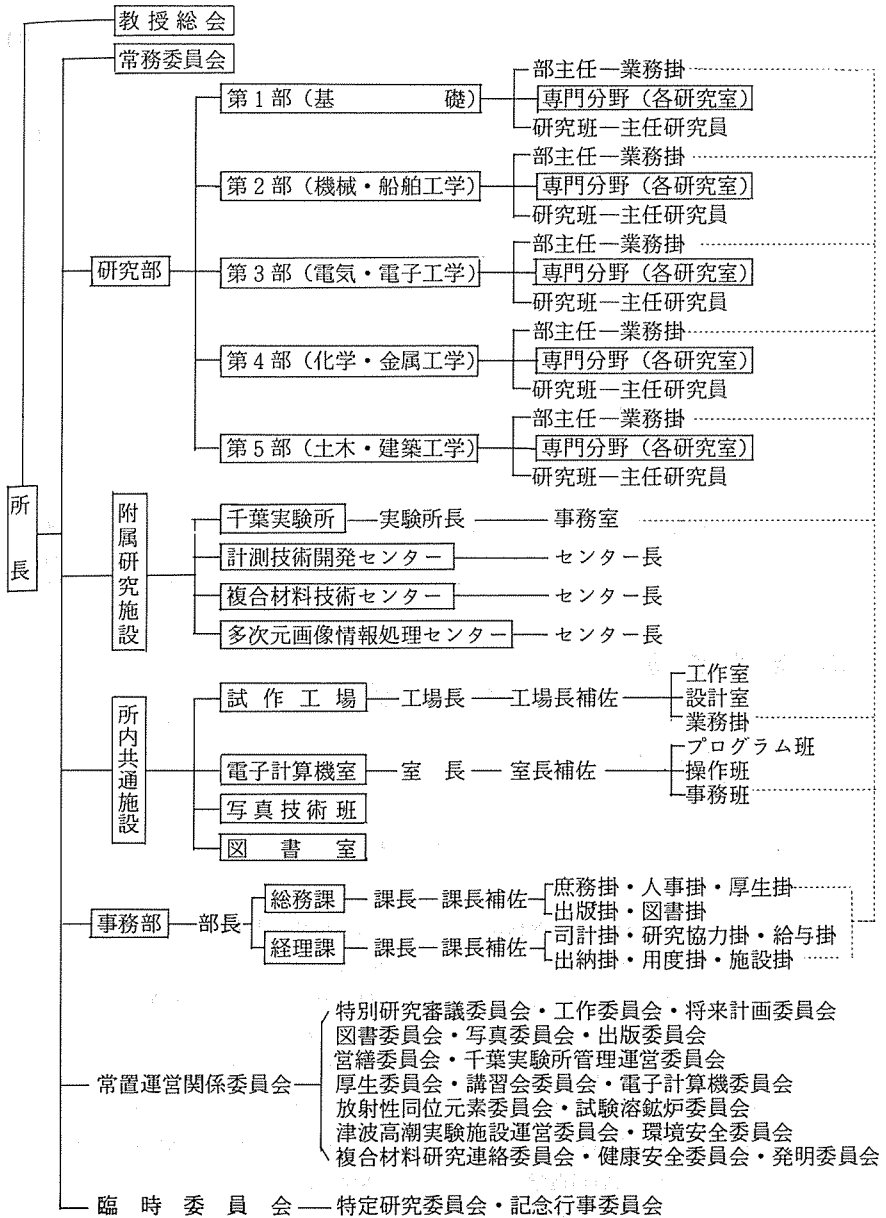 教授総会
常務委員会
部主任―業務掛
第1部(基 礎)
専門分野(各研究室)
研究班―主任研究員
部主任―業務掛
第2部(機械・船舶工学)
専門分野(各研究室)
研究班―主任研究員
部主任―業務掛
研究部
第3部(電気・電子工学)
専門分野(各研究室)
研究班―主任研究員
部主任―業務掛
第4部(化学・金属工学)
専門分野(各研究室)
研究班―主任研究員
部主任―業務掛
第5部(土木・建築工学)
専門分野(各研究室)
研究班―主任研究員
所長
附属研究施設
千葉実験所―実験所長―事務室
計測技術開発センター―センター長
複合材料技術センター―センター長
多次元画像情報処理センター―センター長
所内共通施設
試作工場―工場長―工場長補佐
工作室
設計室
業務掛
電子計算機室―室長―室長補佐
プログラム班
操作班
事務班
写真技術班
図書室
事務部―部長
総務課―課長―課長補佐
庶務掛・人事掛・厚生掛
出版掛・図書掛
経理課―課長―課長補佐
司計掛・研究協力掛・給与掛
出納掛・用度掛・施設掛
常置運営関係委員会
特別研究審議委員会・工作委員会・将来計画委員会
図書委員会・写真委員会・出版委員会
営繕委員会・千葉実験所管理運営委員会
厚生委員会・講習会委員会・電子計算機委員会
放射性同位元素委員会・試験溶鉱炉委員会
津波高潮実験施設運営委員会・環境安全委員会
複合材料研究連絡委員会・健康安全委員会・発明委員会
臨時委員会―特定研究委員会・記念行事委員会